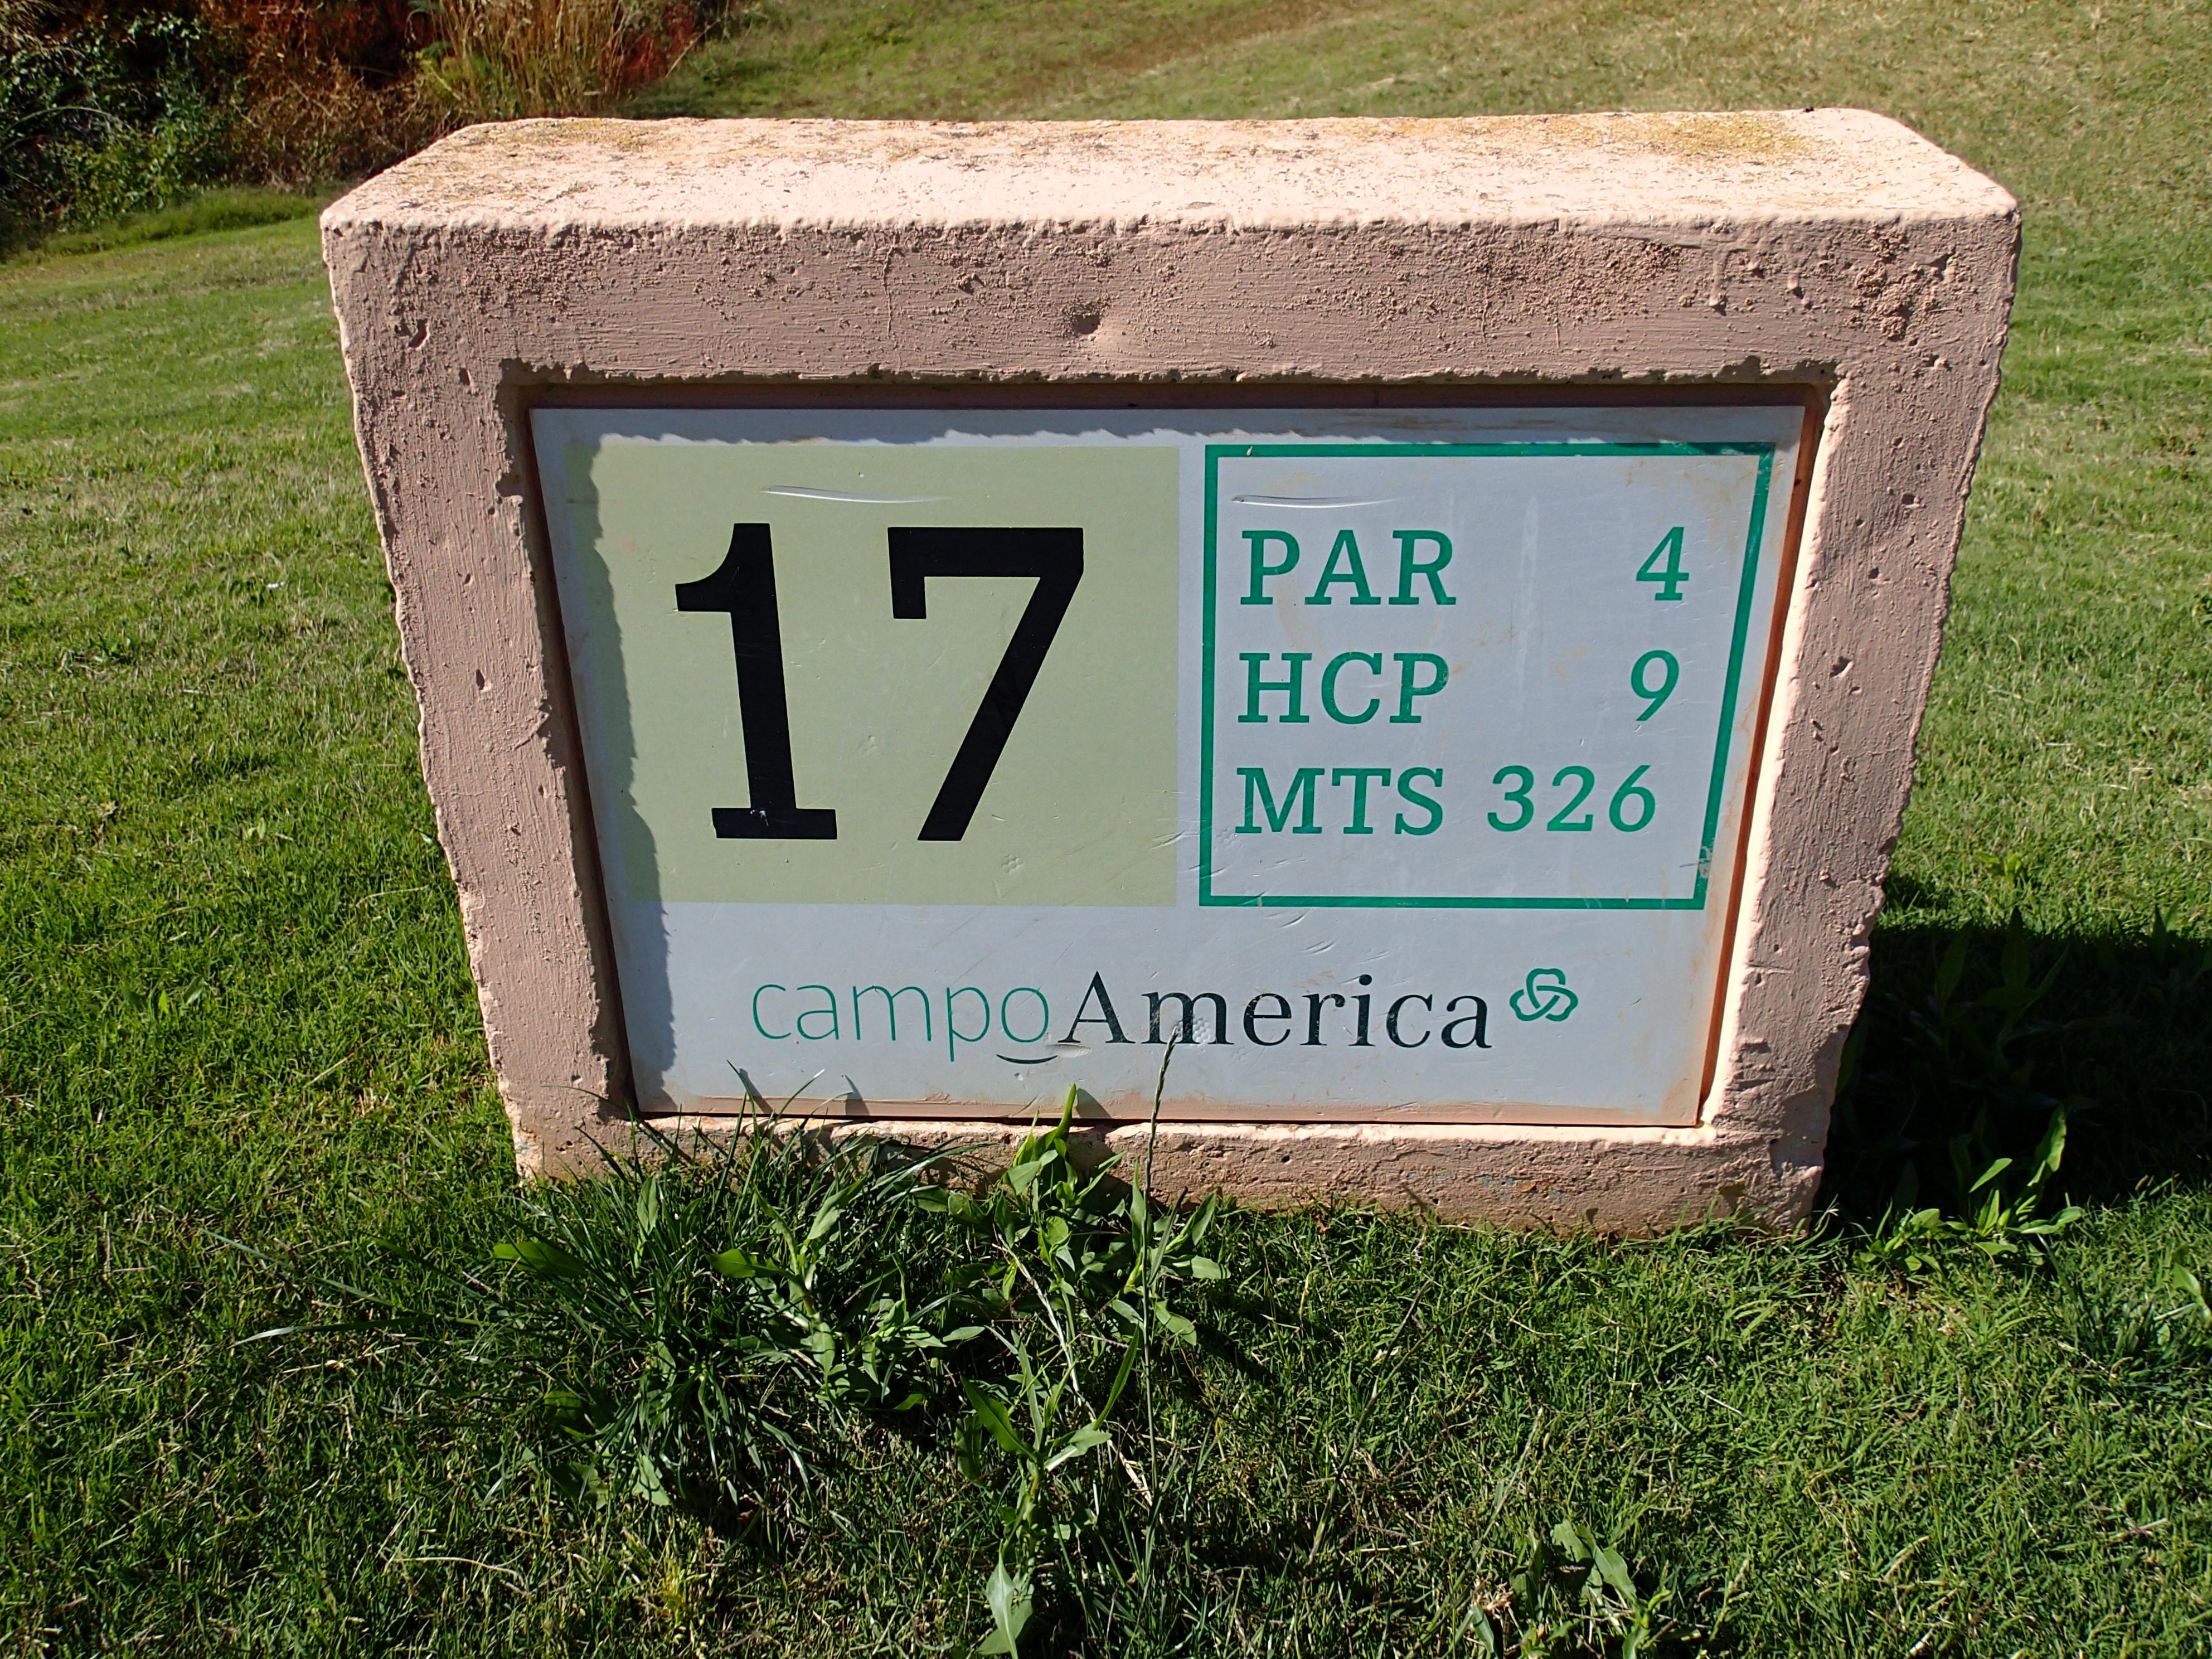 17
PAR 4
HCP 9
MTS 326
campoAmerica